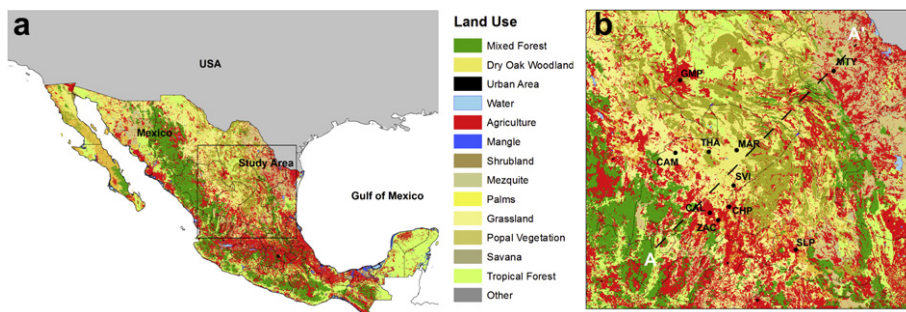 a
USA
Mexico
Study Area
Gulf of Mexico
Land Use
Mixed Forest
Dry Oak Woodland
Urban Area
Water
Agriculture
Mangle
Shrubland
Mezquite
Palms
Grassland
Popal Vegetation
Savana
Tropical Forest
Other
b
A'
MTY
GMP
THA
MAR
CAM
SVI
CAL
CHP
ZAC
SLP
A